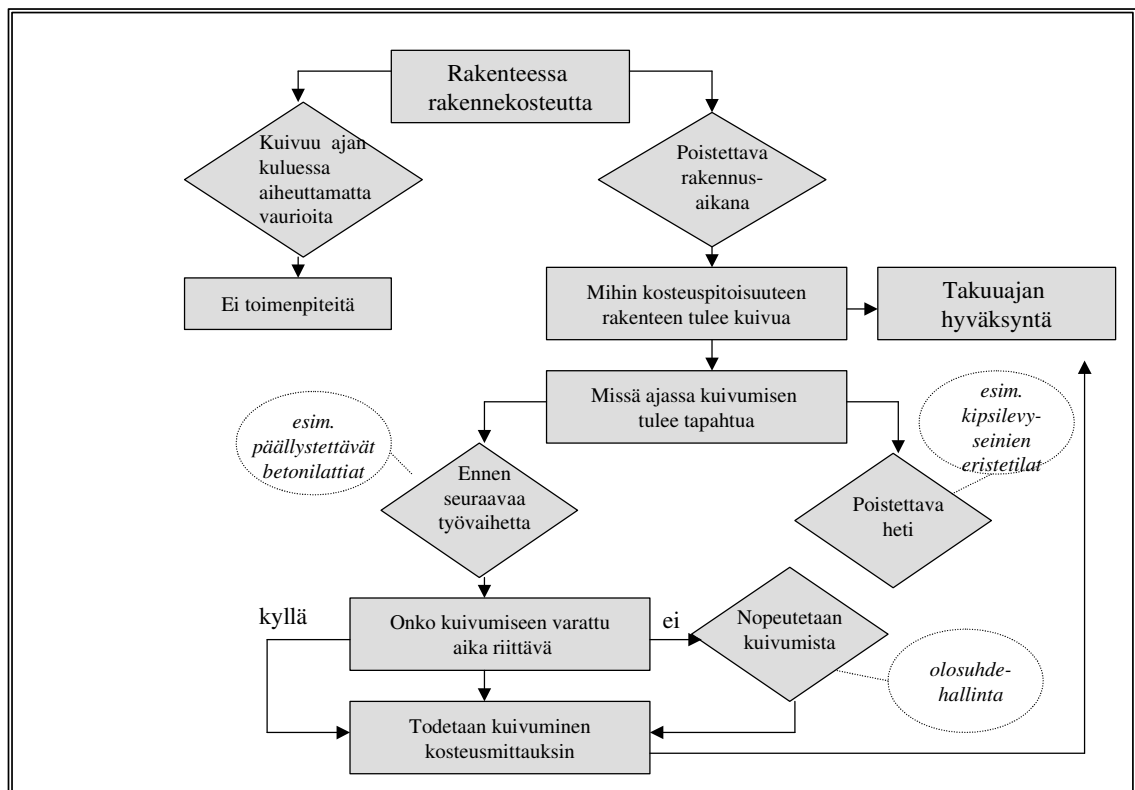 Rakenteessa
rakennekosteutta
Kuivuu ajan
kuluessa
aiheuttamatta
vaurioita
Poistettava
rakennus-
aikana
Ei toimenpiteitä
Mihin kosteuspitoisuuteen
rakenteen tulee kuivua
Takuuajan
hyväksyntä
Missä ajassa kuivumisen
tulee tapahtua
esim.
päällystettävät
betonilattiat
esim.
kipsilevy-
seinien
eristetilat
Ennen
seuraavaa
työvaihetta
Poistettava
heti
kyllä
Onko kuivumiseen varattu
aika riittävä
ei
Nopeutetaan
kuivumista
olosuhde-
hallinta
Todetaan kuivuminen
kosteusmittauksin